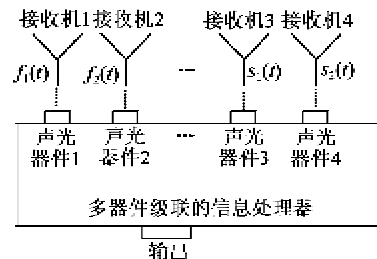 接收机1接收机2 接收机3 接收机4
f₁(t) f₂(t) ··· s₁(t) s₂(t)
声光器件1 声光器件2 ··· 声光器件3 声光器件4
多器件级联的信息处理器
输出